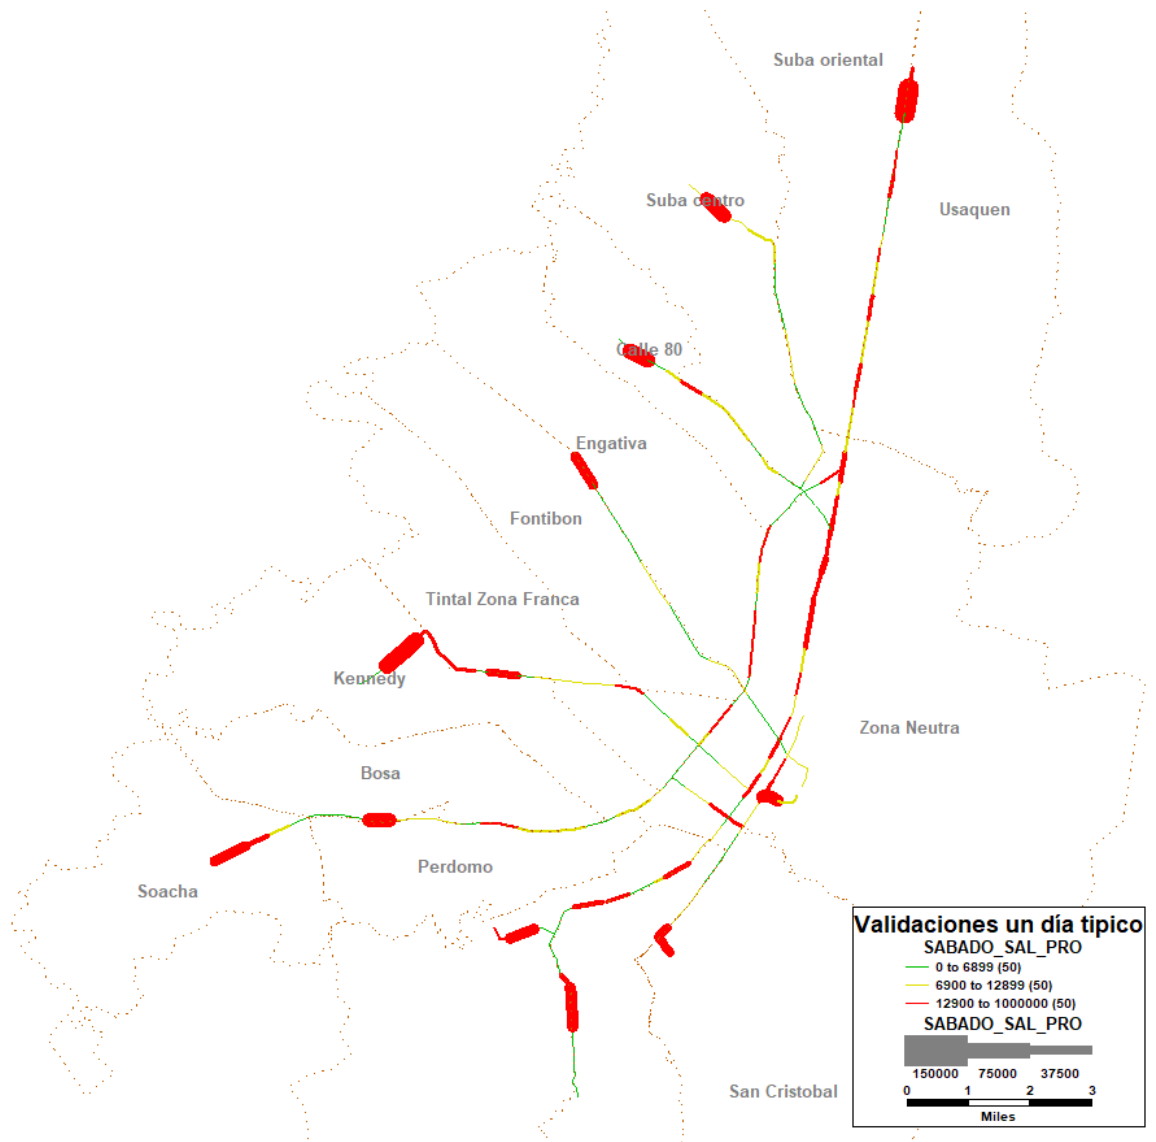 Suba oriental
Suba centro
Usaquen
Calle 80
Engativa
Fontibon
Tintal Zona Franca
Kennedy
Zona Neutra
Bosa
Perdomo
Soacha
San Cristobal
Validaciones un día tipico
SABADO_SAL_PRO
0 to 6899 (50)
6900 to 12899 (50)
12900 to 1000000 (50)
SABADO_SAL_PRO
150000 75000 37500
0 1 2 3
Miles